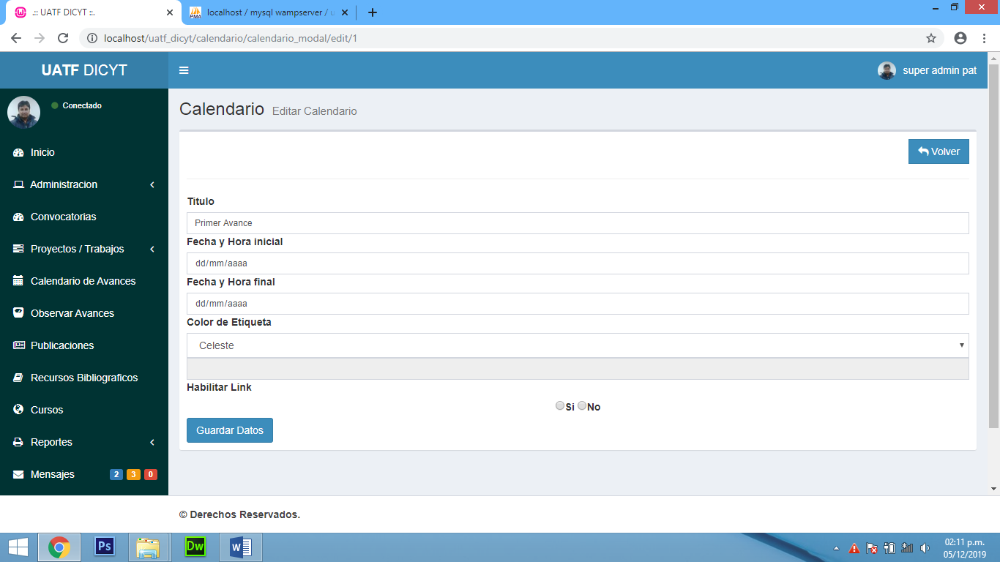 .:: UATF DICYT ::.
localhost / mysql wampserver / u
localhost/uatf_dicyt/calendario/calendario_modal/edit/1
UATF DICYT
super admin pat
Conectado
Inicio
Administracion
Convocatorias
Proyectos / Trabajos
Calendario de Avances
Observar Avances
Publicaciones
Recursos Bibliograficos
Cursos
Reportes
Mensajes 2 3 0
Calendario Editar Calendario
Volver
Titulo
Primer Avance
Fecha y Hora inicial
dd/mm/aaaa
Fecha y Hora final
dd/mm/aaaa
Color de Etiqueta
Celeste
Habilitar Link
Si No
Guardar Datos
© Derechos Reservados.
Ps
Dw
W
02:11 p.m.
05/12/2019